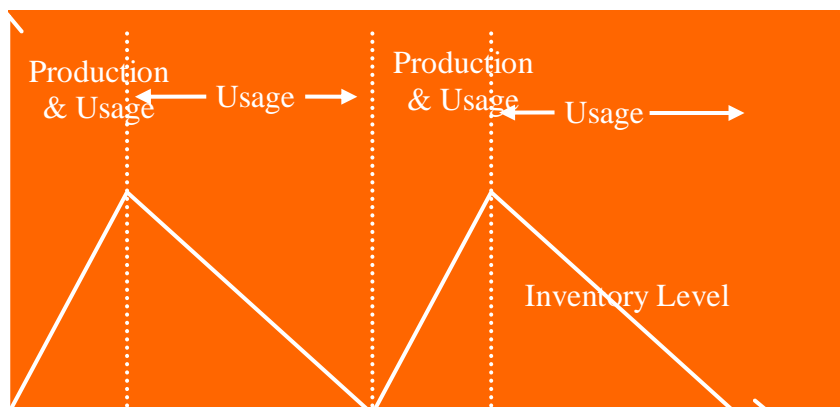 Production
& Usage
Usage
Production
& Usage
Usage
Inventory Level